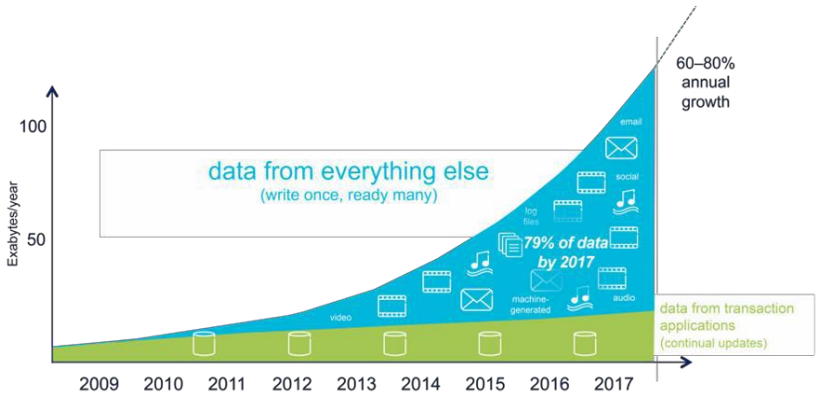 60–80%
annual
growth
100
email
data from everything else
(write once, ready many)
social
log
files
Exabytes/year
50
79% of data
by 2017
machine-
generated
audio
video
data from transaction
applications
(continual updates)
2009 2010 2011 2012 2013 2014 2015 2016 2017